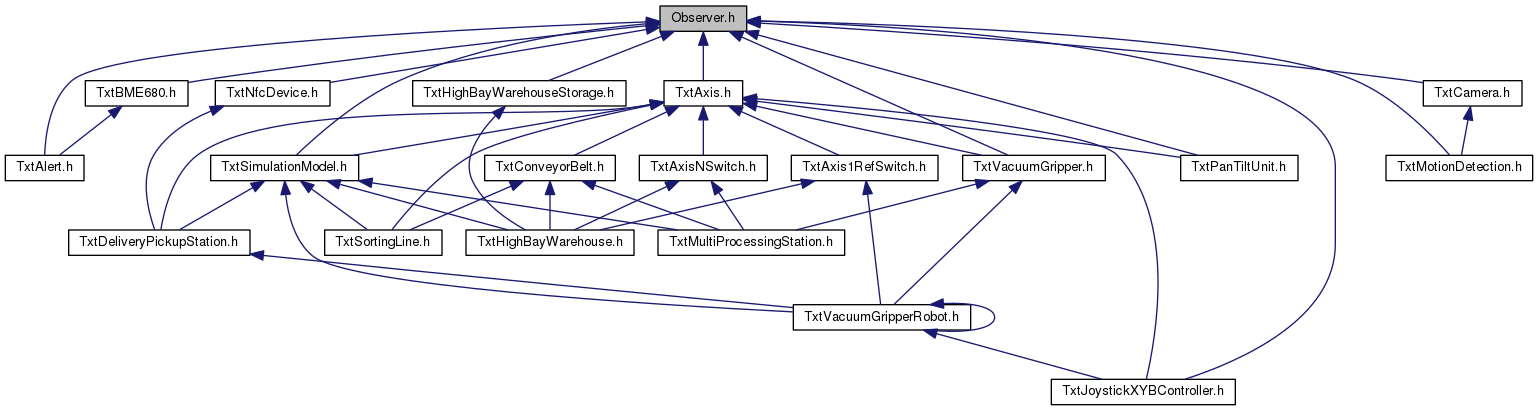 Observer.h
TxtBME680.h
TxtNfcDevice.h
TxtHighBayWarehouseStorage.h
TxtAxis.h
TxtCamera.h
TxtAlert.h
TxtSimulationModel.h
TxtConveyorBelt.h
TxtAxisNSwitch.h
TxtAxis1RefSwitch.h
TxtVacuumGripper.h
TxtPanTiltUnit.h
TxtMotionDetection.h
TxtDeliveryPickupStation.h
TxtSortingLine.h
TxtHighBayWarehouse.h
TxtMultiProcessingStation.h
TxtVacuumGripperRobot.h
TxtJoystickXYBController.h